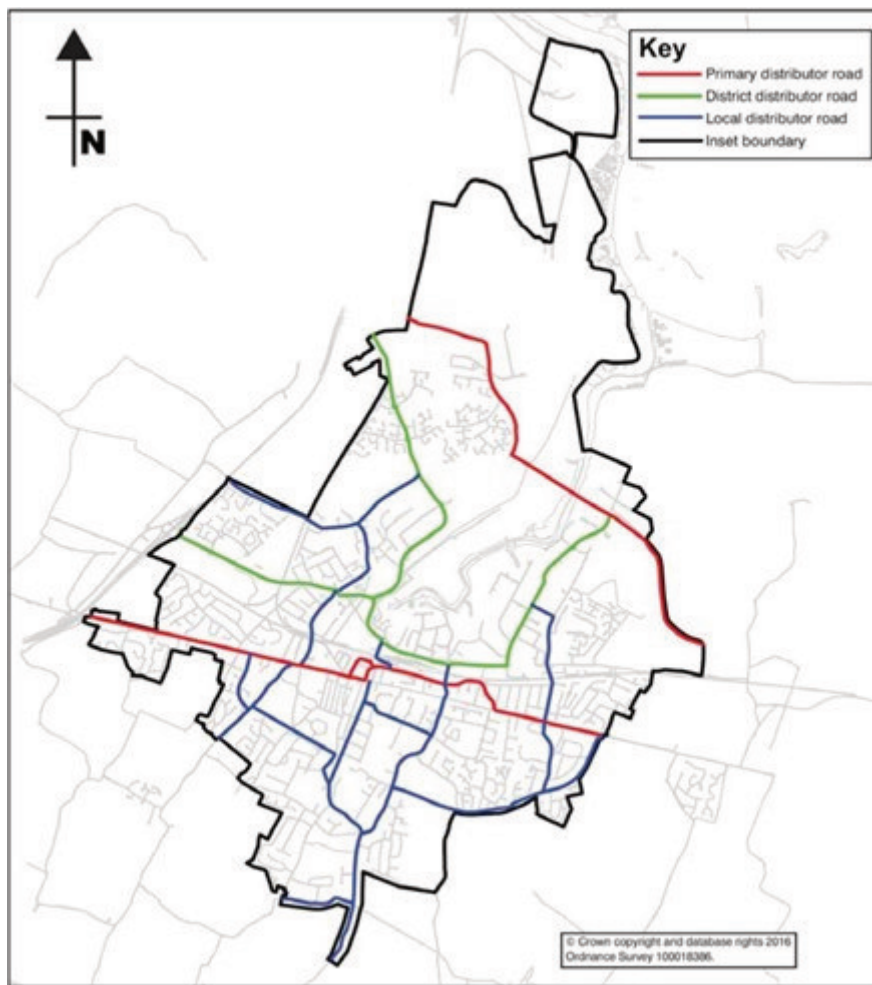 N
Key
Primary distributor road
District distributor road
Local distributor road
Inset boundary
© Crown copyright and database rights 2016
Ordnance Survey 100018386.